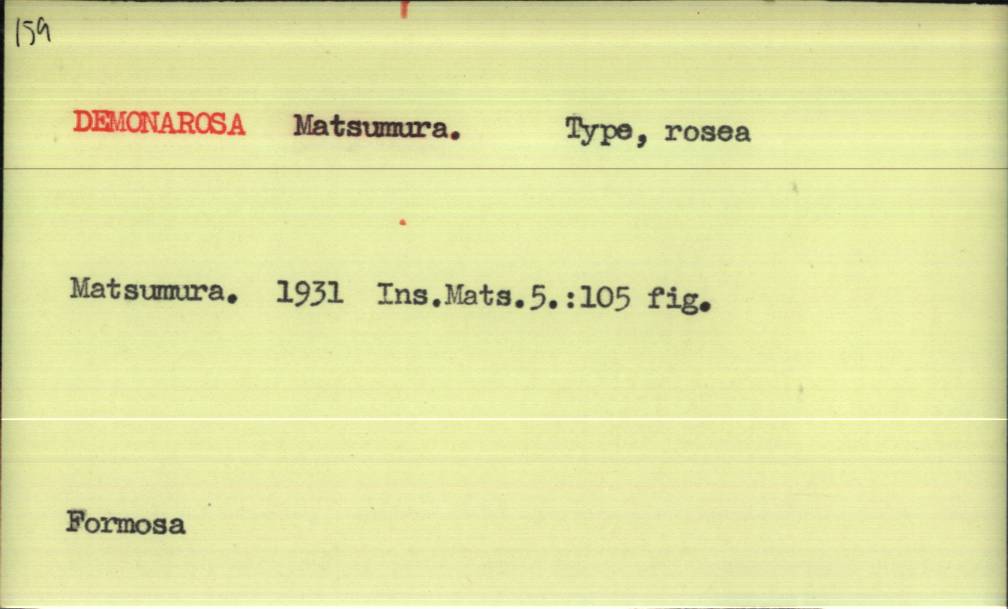 159
DEMONAROSA Matsumura. Type, rosea
Matsumura. 1931 Ins.Mats.5.:105 fig.
Formosa